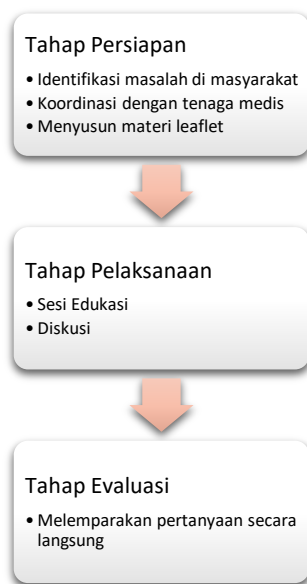 Tahap Persiapan
• Identifikasi masalah di masyarakat
• Koordinasi dengan tenaga medis
• Menyusun materi leaflet
Tahap Pelaksanaan
• Sesi Edukasi
• Diskusi
Tahap Evaluasi
• Melemparakan pertanyaan secara
langsung